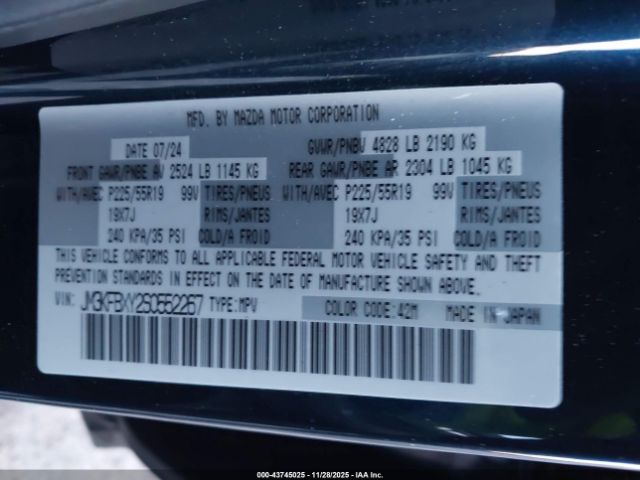 MFD. BY MAZDA MOTOR CORPORATION
DATE 07/24 GVWR/PNBV 4828 LB 2190 KG
FRONT GAWR/PNBE AV 2524 LB 1145 KG REAR GAWR/PNBE AR 2304 LB 1045 KG
WITH/AVEC P225/55R19 99V TIRES/PNEUS WITH/AVEC P225/55R19 99V TIRES/PNEUS
19X7J RIMS/JANTES 19X7J RIMS/JANTES
240 KPA/35 PSI COLD/A FROID 240 KPA/35 PSI COLD/A FROID
THIS VEHICLE CONFORMS TO ALL APPLICABLE FEDERAL MOTOR VEHICLE SAFETY AND THEFT
PREVENTION STANDARDS IN EFFECT ON THE DATE OF MANUFACTURE SHOWN ABOVE.
VIN: JM3KFBXY2S0552267 TYPE:MPV COLOR CODE:42M MADE IN JAPAN
000-43745025 | 11/28/2025 | IAA Inc.